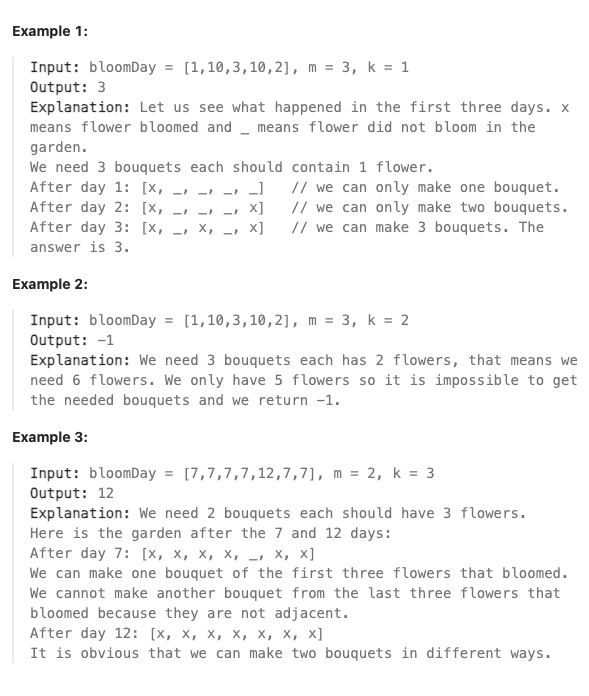 Example 1:
Input: bloomDay = [1,10,3,10,2], m = 3, k = 1
Output: 3
Explanation: Let us see what happened in the first three days. x
means flower bloomed and _ means flower did not bloom in the
garden.
We need 3 bouquets each should contain 1 flower.
After day 1: [x, _, _, _, _]   // we can only make one bouquet.
After day 2: [x, _, _, _, x]   // we can only make two bouquets.
After day 3: [x, _, x, _, x]   // we can make 3 bouquets. The
answer is 3.
Example 2:
Input: bloomDay = [1,10,3,10,2], m = 3, k = 2
Output: -1
Explanation: We need 3 bouquets each has 2 flowers, that means we
need 6 flowers. We only have 5 flowers so it is impossible to get
the needed bouquets and we return -1.
Example 3:
Input: bloomDay = [7,7,7,7,12,7,7], m = 2, k = 3
Output: 12
Explanation: We need 2 bouquets each should have 3 flowers.
Here is the garden after the 7 and 12 days:
After day 7: [x, x, x, x, _, x, x]
We can make one bouquet of the first three flowers that bloomed.
We cannot make another bouquet from the last three flowers that
bloomed because they are not adjacent.
After day 12: [x, x, x, x, x, x, x]
It is obvious that we can make two bouquets in different ways.